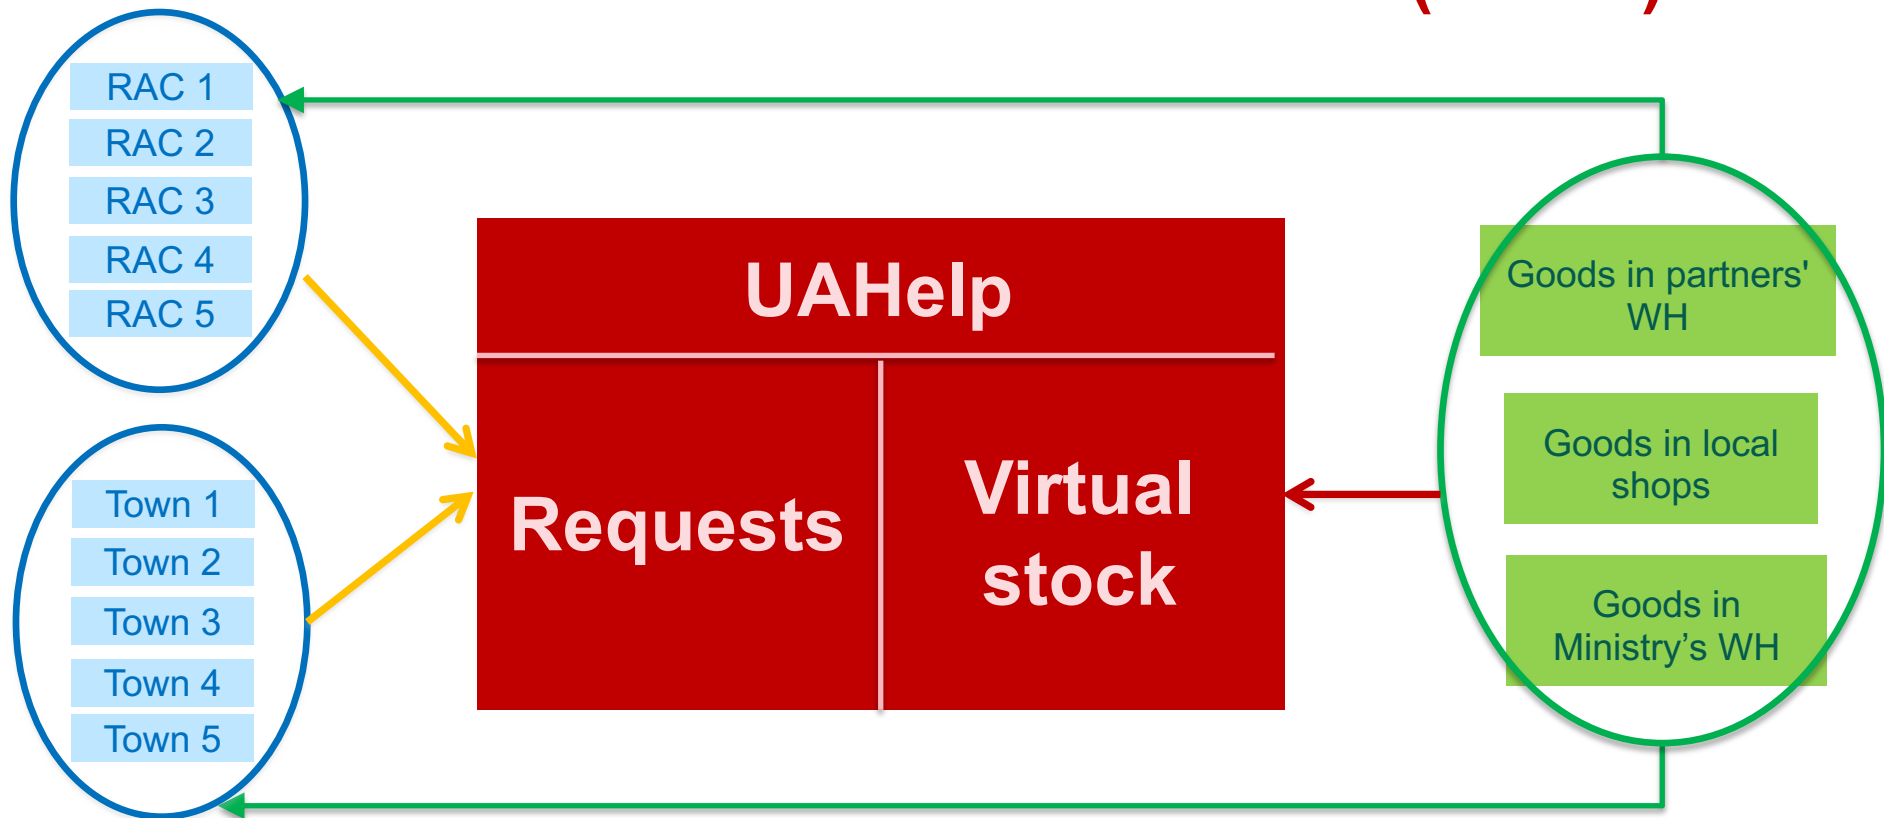 RAC 1
RAC 2
RAC 3
RAC 4
RAC 5
Town 1
Town 2
Town 3
Town 4
Town 5
UAHelp
Requests
Virtual
stock
Goods in partners'
WH
Goods in local
shops
Goods in
Ministry’s WH